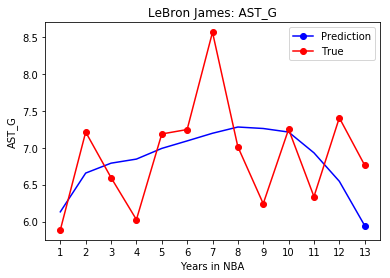 LeBron James: AST_G
Prediction
True
8.5
8.0
7.5
7.0
6.5
6.0
AST_G
1 2 3 4 5 6 7 8 9 10 11 12 13
Years in NBA